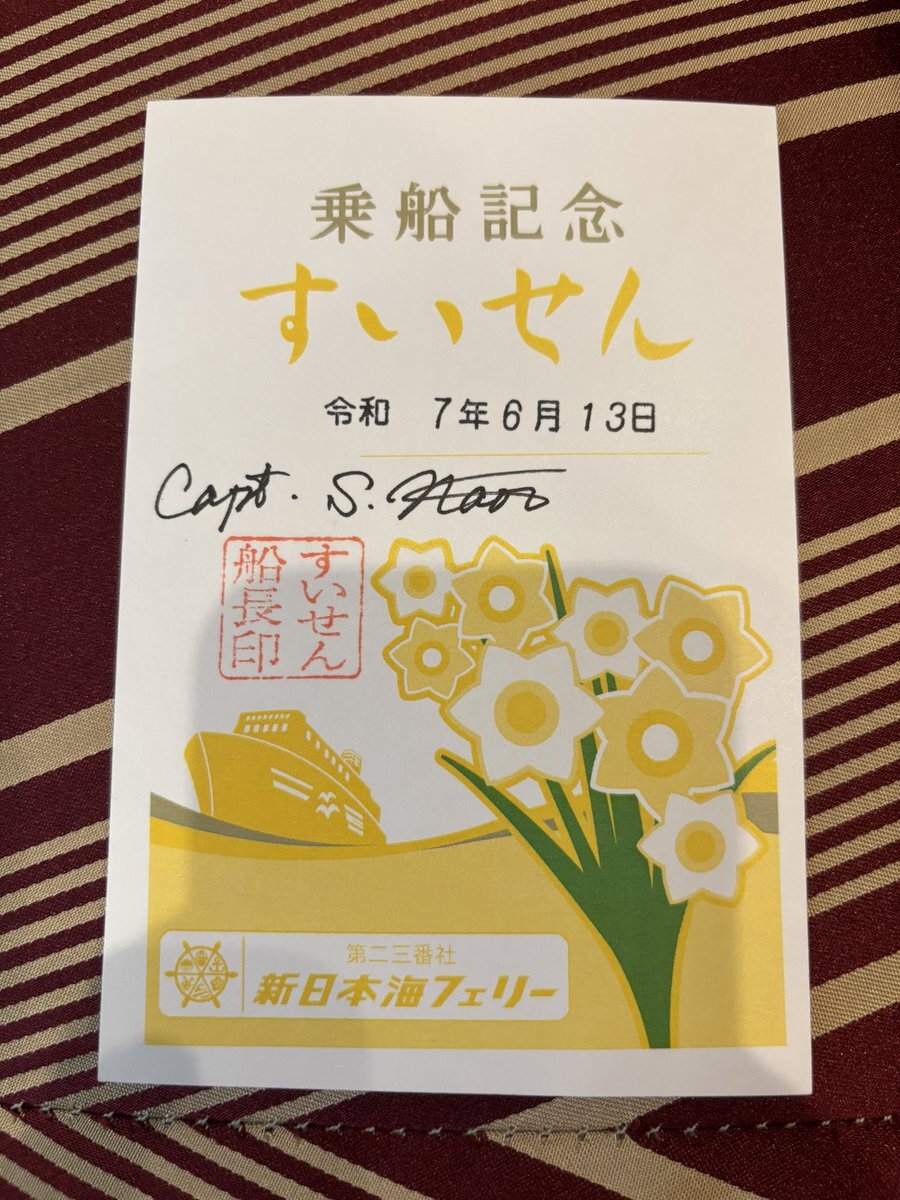 乗船記念
すいせん
令和 7年6月13日
Capt. S.
すいせん
船長印
第二三番社
新日本海フェリー